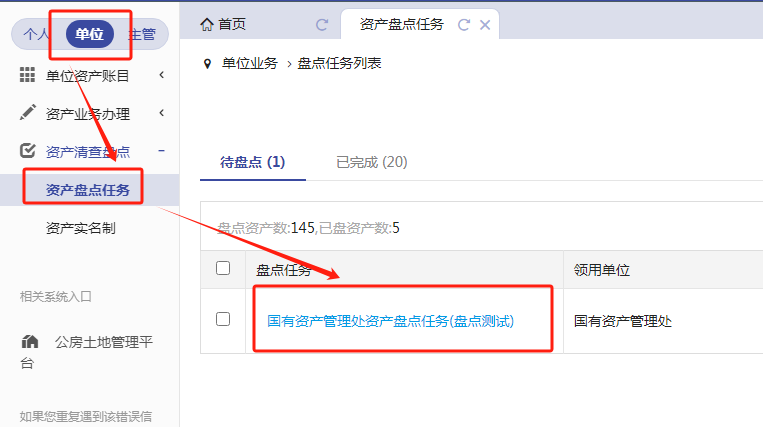 个人 单位 主管
单位资产账目
资产业务办理
资产清查盘点
资产盘点任务
资产实名制
相关系统入口
公房土地管理平
台
如果您重复遇到该错误信
首页 资产盘点任务
单位业务 > 盘点任务列表
待盘点 (1) 已完成 (20)
盘点资产数:145,已盘资产数:5
盘点任务 领用单位
国有资产管理处资产盘点任务(盘点测试) 国有资产管理处